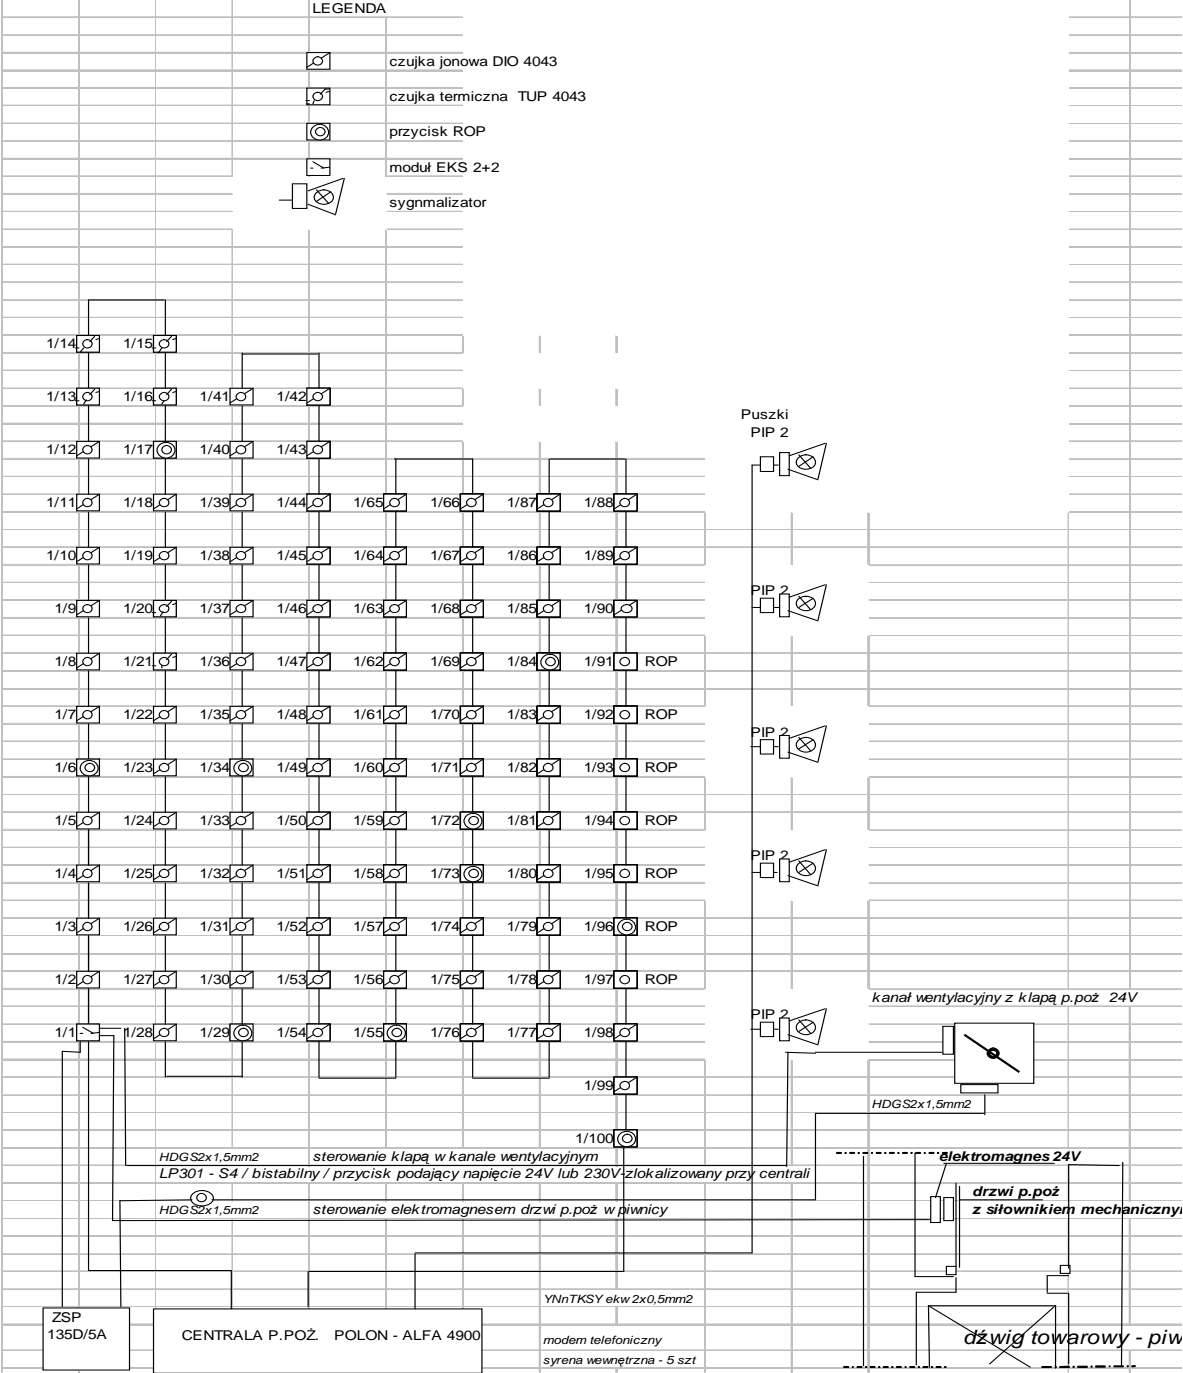 LEGENDA
czujka jonowa DIO 4043
czujka termiczna TUP 4043
przycisk ROP
moduł EKS 2+2
sygnmalizator
1/14 1/15
1/13 1/16 1/41 1/42
Puszki
PIP 2
1/12 1/17 1/40 1/43
1/11 1/18 1/39 1/44 1/65 1/66 1/87 1/88
1/10 1/19 1/38 1/45 1/64 1/67 1/86 1/89
PIP 2
1/9 1/20 1/37 1/46 1/63 1/68 1/85 1/90
1/8 1/21 1/36 1/47 1/62 1/69 1/84 1/91 ROP
1/7 1/22 1/35 1/48 1/61 1/70 1/83 1/92 ROP
PIP 2
1/6 1/23 1/34 1/49 1/60 1/71 1/82 1/93 ROP
1/5 1/24 1/33 1/50 1/59 1/72 1/81 1/94 ROP
PIP 2
1/4 1/25 1/32 1/51 1/58 1/73 1/80 1/95 ROP
1/3 1/26 1/31 1/52 1/57 1/74 1/79 1/96 ROP
1/2 1/27 1/30 1/53 1/56 1/75 1/78 1/97 ROP
kanał wentylacyjny z klapą p.poż 24V
PIP 2
1/1 1/28 1/29 1/54 1/55 1/76 1/77 1/98
1/99
HDGS2x1,5mm2
1/100
HDGS2x1,5mm2 sterowanie klapą w kanale wentylacyjnym
elektromagnes 24V
LP301 - S4 / bistabilny / przycisk podający napięcie 24V lub 230V-zlokalizowany przy centrali
drzwi p.poż
z siłownikiem mechaniczny
HDGS2x1,5mm2 sterowanie elektromagnesem drzwi p.poż w piwnicy
YNnTKSY ekw 2x0,5mm2
ZSP
135D/5A
CENTRALA P.POŻ. POLON - ALFA 4900
modem telefoniczny
dźwig towarowy - piw
syrena wewnętrzna - 5 szt